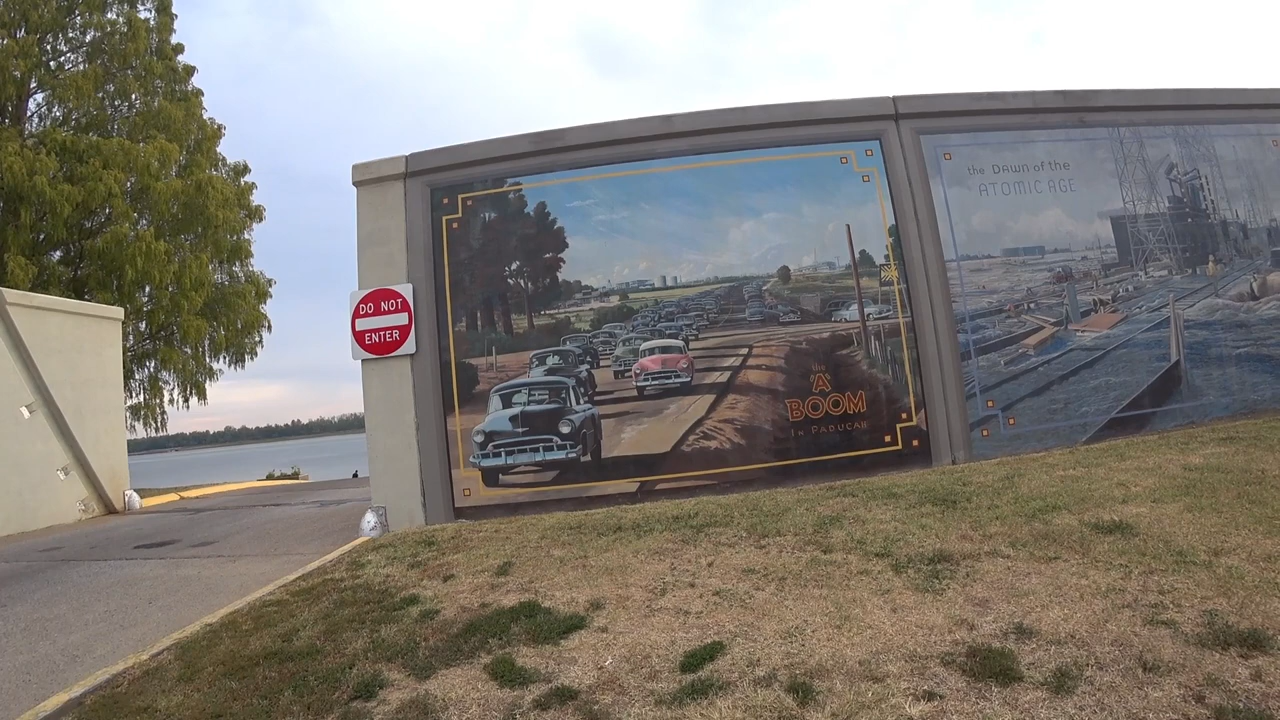 DO NOT
ENTER
the
"A"
BOOM
IN PADUCAH
the DAWN of the
ATOMIC AGE